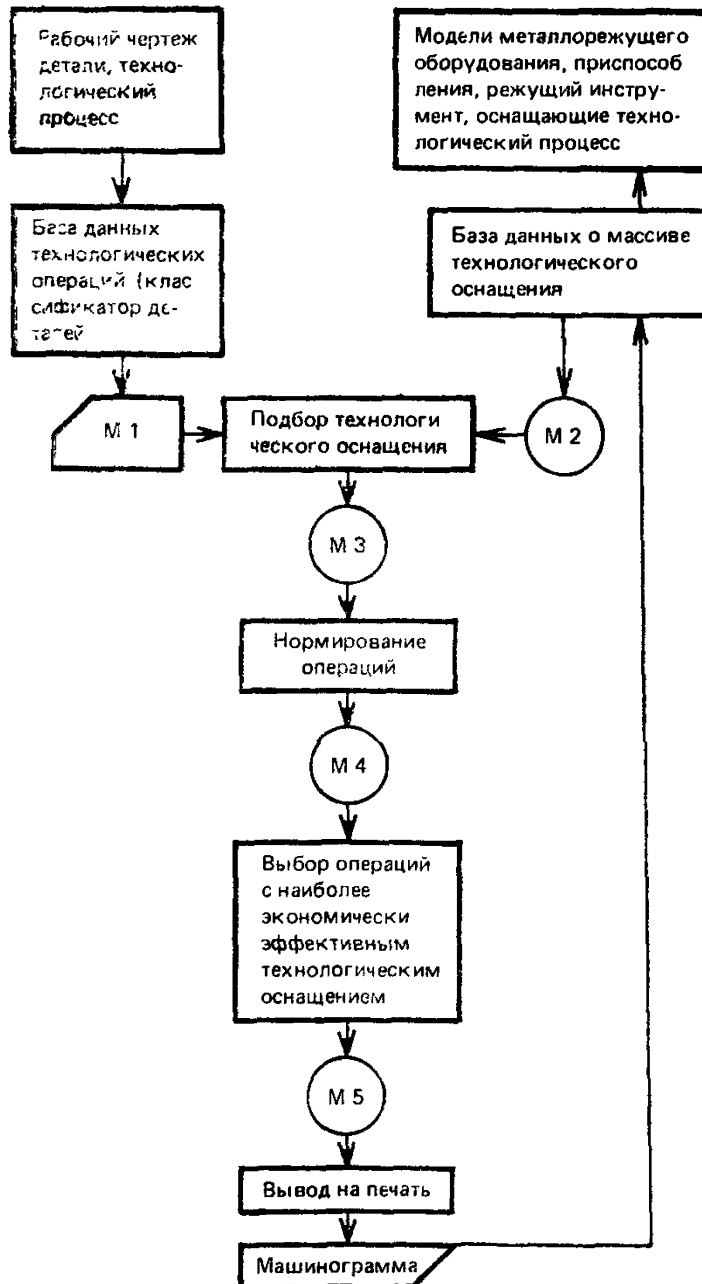 Рабочий чертеж
детали, техно-
логический
процесс
Модели металлорежущего
оборудования, приспособ
ления, режущий инстру-
мент, оснащающие техно-
логический процесс
База данных
технологических
операций (клас
сификатор де-
талей
База данных о массиве
технологического
оснащения
М 1
Подбор технологи
ческого оснащения
М 2
М 3
Нормирование
операций
М 4
Выбор операций
с наиболее
экономически
эффективным
технологическим
оснащением
М 5
Вывод на печать
Машинограмма